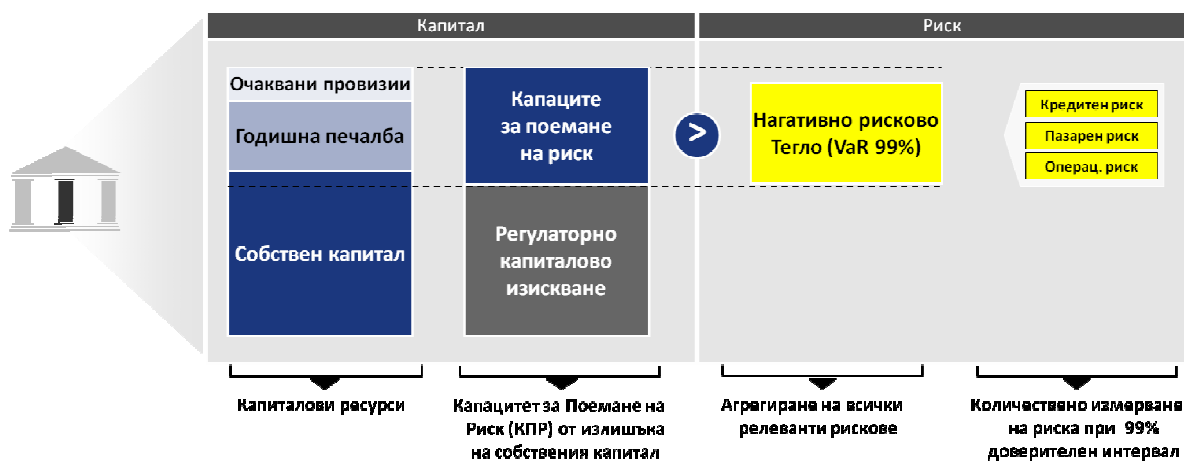 Капитал
Риск
Очаквани провизии
Годишна печалба
Собствен капитал
Капаците
за поемане
на риск
Регулаторно
капиталово
изискване
>
Нагативно рисково
Тегло (VaR 99%)
Кредитен риск
Пазарен риск
Операц. риск
Капиталови ресурси
Капацитет за Поемане на
Риск (КПР) от излишъка
на собствения капитал
Агрегиране на всички
релеванти рискове
Количествено измерване
на риска при 99%
доверителен интервал